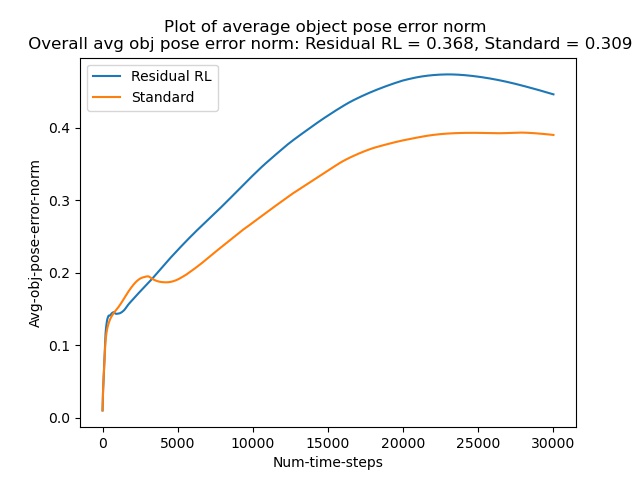 Plot of average object pose error norm
Overall avg obj pose error norm: Residual RL = 0.368, Standard = 0.309
Residual RL
Standard
0.4
0.3
0.2
0.1
0.0
Avg-obj-pose-error-norm
0 5000 10000 15000 20000 25000 30000
Num-time-steps